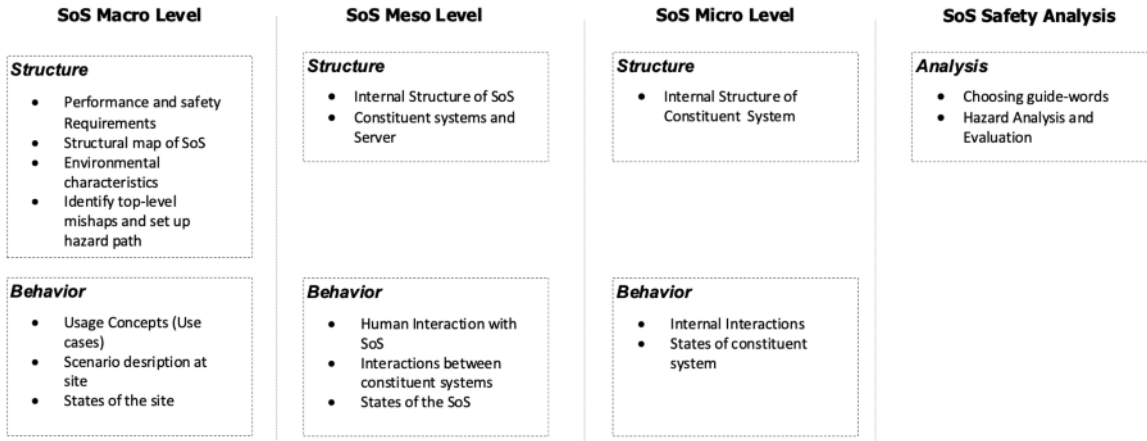 SoS Macro Level
Structure
• Performance and safety
Requirements
• Structural map of SoS
• Environmental
characteristics
• Identify top-level
mishaps and set up
hazard path
Behavior
• Usage Concepts (Use
cases)
• Scenario desription at
site
• States of the site
SoS Meso Level
Structure
• Internal Structure of SoS
• Constituent systems and
Server
Behavior
• Human Interaction with
SoS
• Interactions between
constituent systems
• States of the SoS
SoS Micro Level
Structure
• Internal Structure of
Constituent System
Behavior
• Internal Interactions
• States of constituent
system
SoS Safety Analysis
Analysis
• Choosing guide-words
• Hazard Analysis and
Evaluation